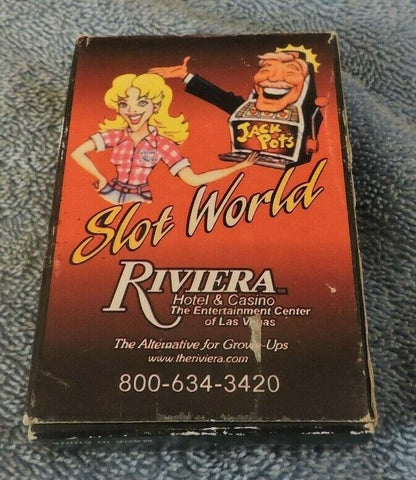 JACK
POTS
Slot World
RIVIERA™
Hotel & Casino
The Entertainment Center
of Las Vegas
The Alternative for Grown-Ups
www.theriviera.com
800-634-3420